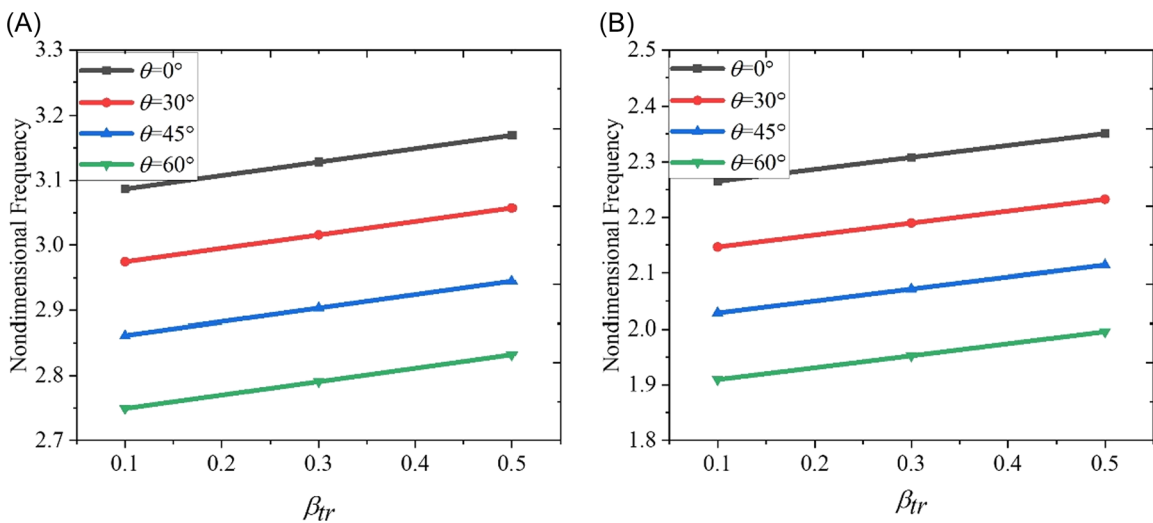 (A)
3.3
3.2
3.1
3.0
2.9
2.8
2.7
Nondimensional Frequency
θ=0°
θ=30°
θ=45°
θ=60°
0.1 0.2 0.3 0.4 0.5
βtr
(B)
2.5
2.4
2.3
2.2
2.1
2.0
1.9
1.8
Nondimensional Frequency
θ=0°
θ=30°
θ=45°
θ=60°
0.1 0.2 0.3 0.4 0.5
βtr